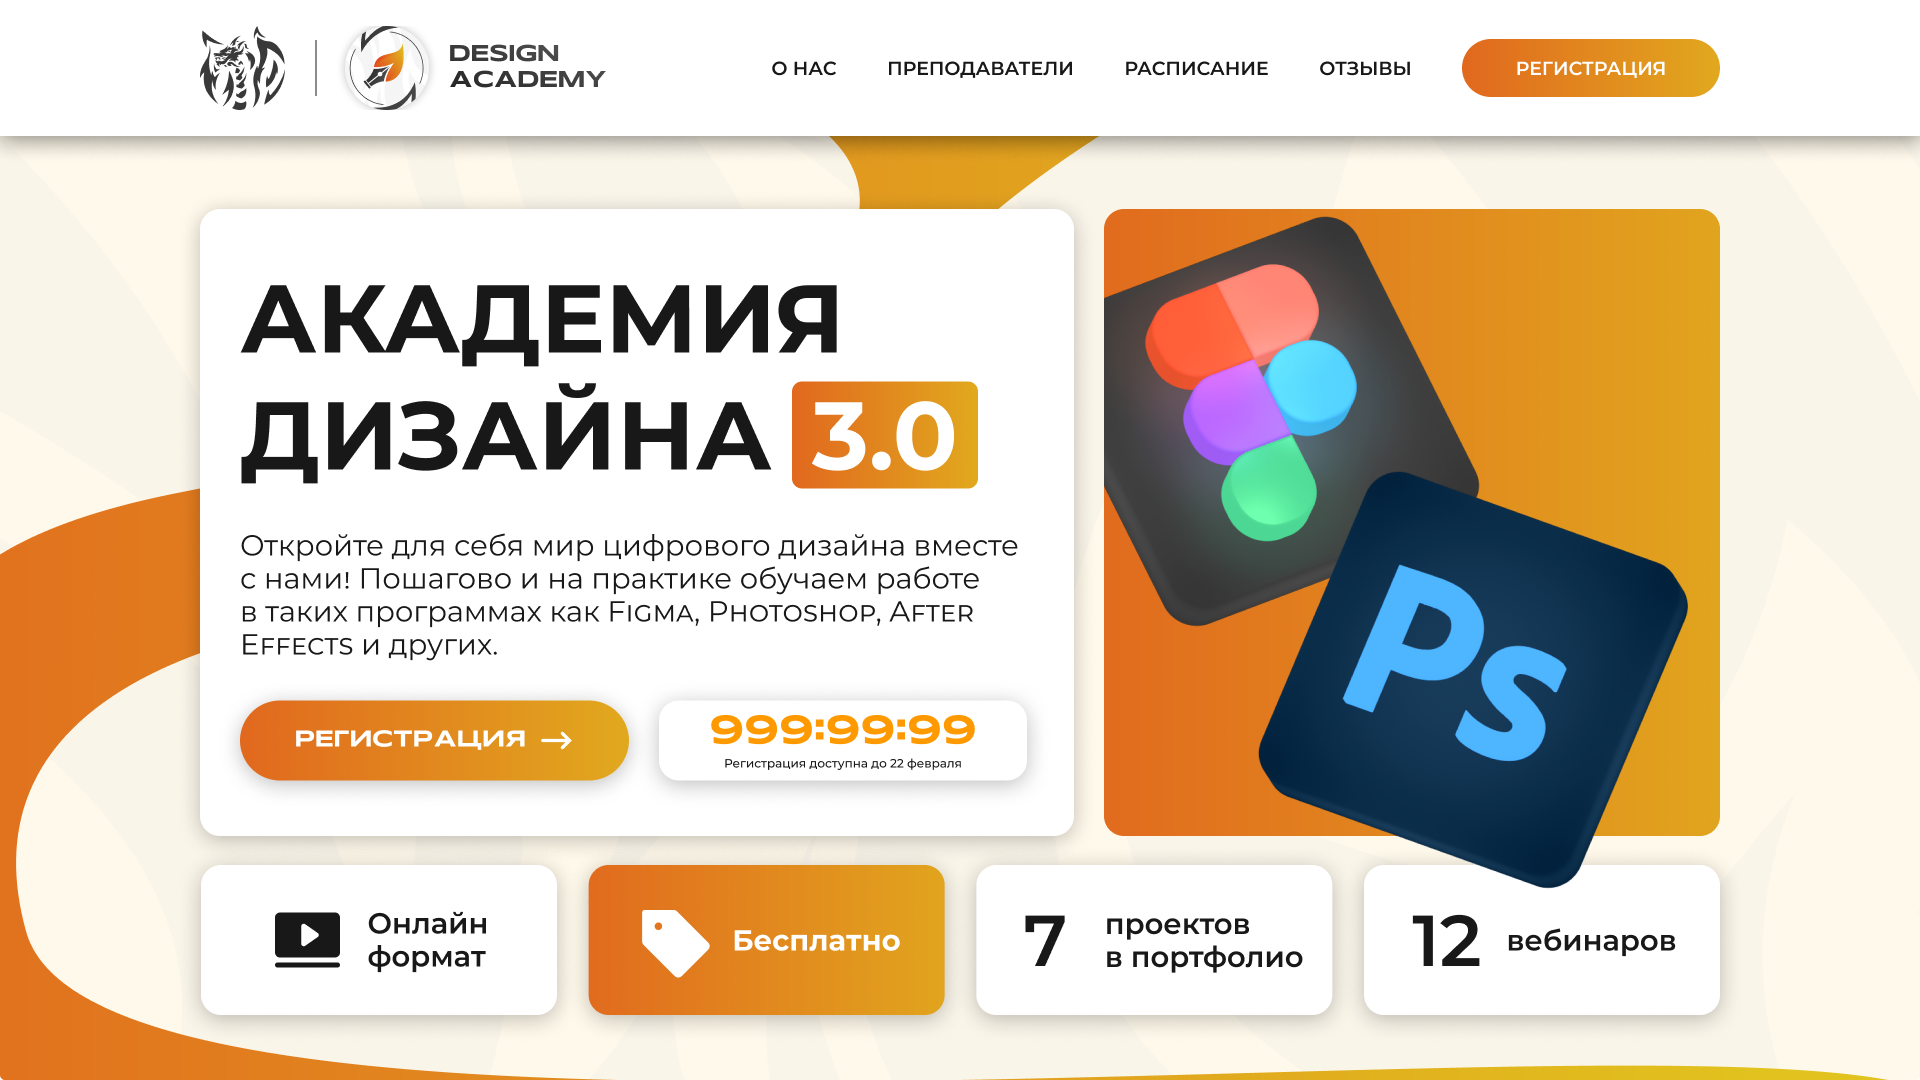 DESIGN
ACADEMY
О НАС
ПРЕПОДАВАТЕЛИ
РАСПИСАНИЕ
ОТЗЫВЫ
РЕГИСТРАЦИЯ
АКАДЕМИЯ
ДИЗАЙНА 3.0
Откройте для себя мир цифрового дизайна вместе
с нами! Пошагово и на практике обучаем работе
в таких программах как Figma, Photoshop, After
Effects и других.
РЕГИСТРАЦИЯ →
999:99:99
Регистрация доступна до 22 февраля
Ps
Онлайн
формат
Бесплатно
7 проектов
в портфолио
12 вебинаров